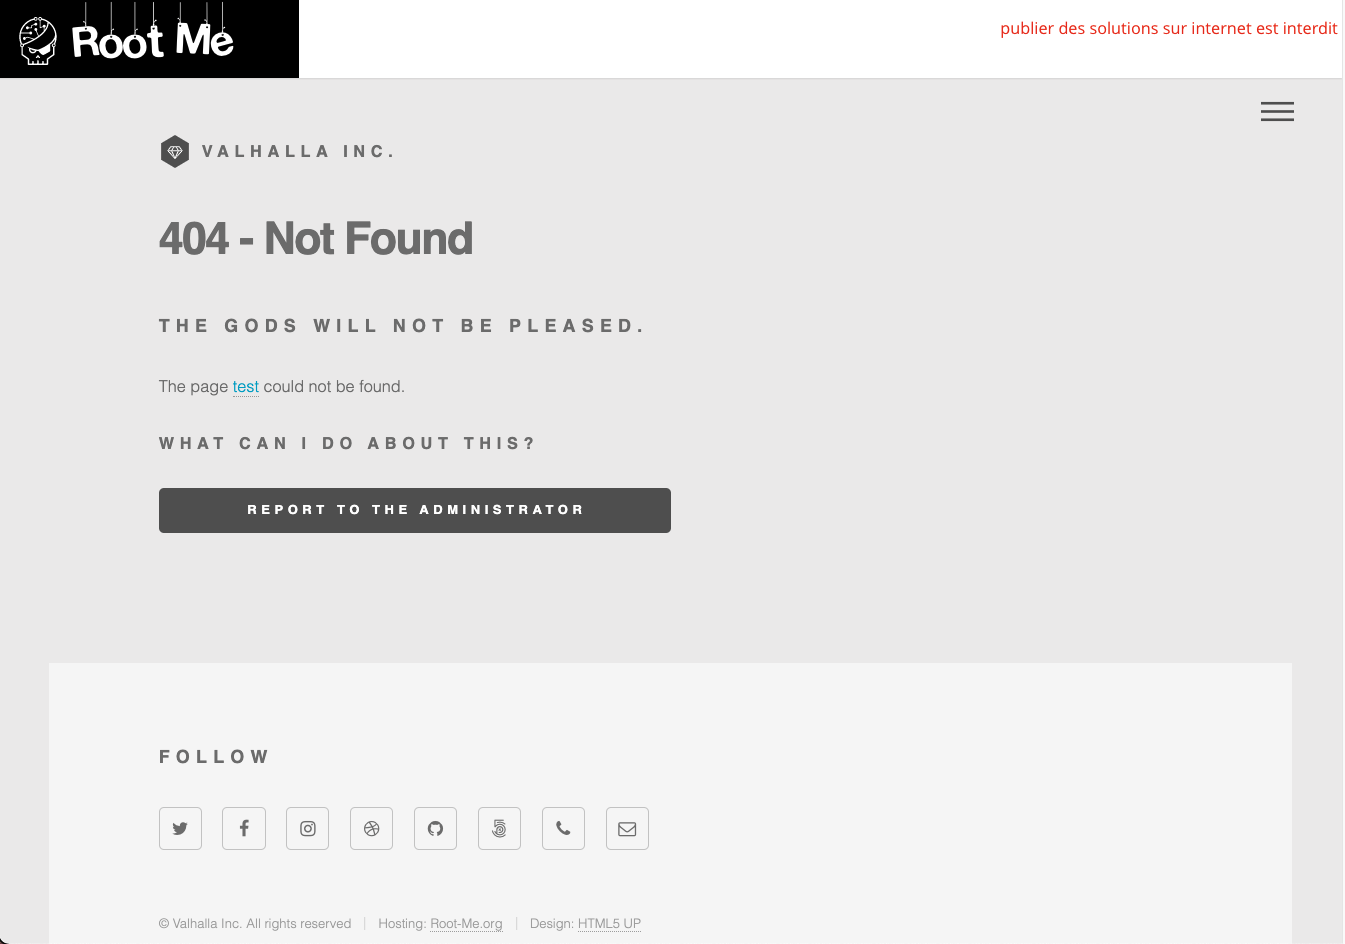 Root Me
publier des solutions sur internet est interdit
VALHALLA INC.
404 - Not Found
THE GODS WILL NOT BE PLEASED.
The page test could not be found.
WHAT CAN I DO ABOUT THIS?
REPORT TO THE ADMINISTRATOR
FOLLOW
© Valhalla Inc. All rights reserved Hosting: Root-Me.org Design: HTML5 UP